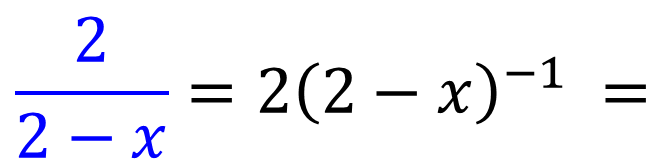 2/(2 − x) = 2(2 − x)⁻¹ =